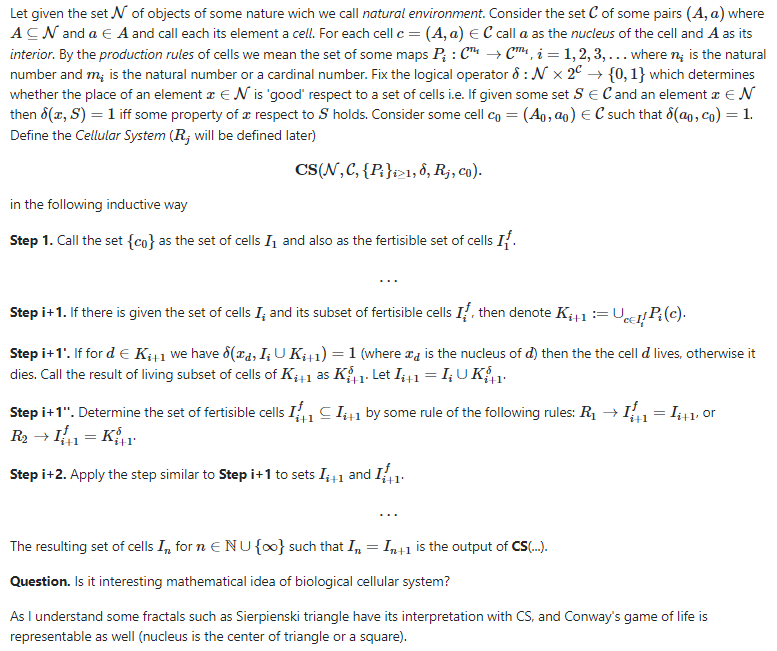 Let given the set $\mathcal{N}$ of objects of some nature wich we call natural environment. Consider the set $\mathcal{C}$ of some pairs $(A, a)$ where
$A \subseteq \mathcal{N}$ and $a \in A$ and call each its element a cell. For each cell $c = (A, a) \in \mathcal{C}$ call $a$ as the nucleus of the cell and $A$ as its
interior. By the production rules of cells we mean the set of some maps $P_i : \mathcal{C}^{n_i} \to \mathcal{C}^{m_i}, i = 1, 2, 3, \ldots$ where $n_i$ is the natural
number and $m_i$ is the natural number or a cardinal number. Fix the logical operator $\delta : \mathcal{N} \times 2^{\mathcal{C}} \to \{0, 1\}$ which determines
whether the place of an element $x \in \mathcal{N}$ is 'good' respect to a set of cells i.e. If given some set $S \in \mathcal{C}$ and an element $x \in \mathcal{N}$
then $\delta(x, S) = 1$ iff some property of $x$ respect to $S$ holds. Consider some cell $c_0 = (A_0, a_0) \in \mathcal{C}$ such that $\delta(a_0, c_0) = 1$.
Define the Cellular System ($R_j$ will be defined later)
$\mathbf{CS}(\mathcal{N}, \mathcal{C}, \{P_i\}_{i \geq 1}, \delta, R_j, c_0).$
in the following inductive way
Step 1. Call the set $\{c_0\}$ as the set of cells $I_1$ and also as the fertisible set of cells $I_1^f$.
...
Step i+1. If there is given the set of cells $I_i$ and its subset of fertisible cells $I_i^f$, then denote $K_{i+1} := \cup_{c \in I_i^f} P_i(c)$.
Step i+1'. If for $d \in K_{i+1}$ we have $\delta(x_d, I_i \cup K_{i+1}) = 1$ (where $x_d$ is the nucleus of $d$) then the the cell $d$ lives, otherwise it
dies. Call the result of living subset of cells of $K_{i+1}$ as $K_{i+1}^{\delta}$. Let $I_{i+1} = I_i \cup K_{i+1}^{\delta}$.
Step i+1''. Determine the set of fertisible cells $I_{i+1}^f \subseteq I_{i+1}$ by some rule of the following rules: $R_1 \to I_{i+1}^f = I_{i+1}$, or
$R_2 \to I_{i+1}^f = K_{i+1}^{\delta}$.
Step i+2. Apply the step similar to Step i+1 to sets $I_{i+1}$ and $I_{i+1}^f$.
...
The resulting set of cells $I_n$ for $n \in \mathbb{N} \cup \{\infty\}$ such that $I_n = I_{n+1}$ is the output of CS(...).
Question. Is it interesting mathematical idea of biological cellular system?
As I understand some fractals such as Sierpienski triangle have its interpretation with CS, and Conway's game of life is
representable as well (nucleus is the center of triangle or a square).